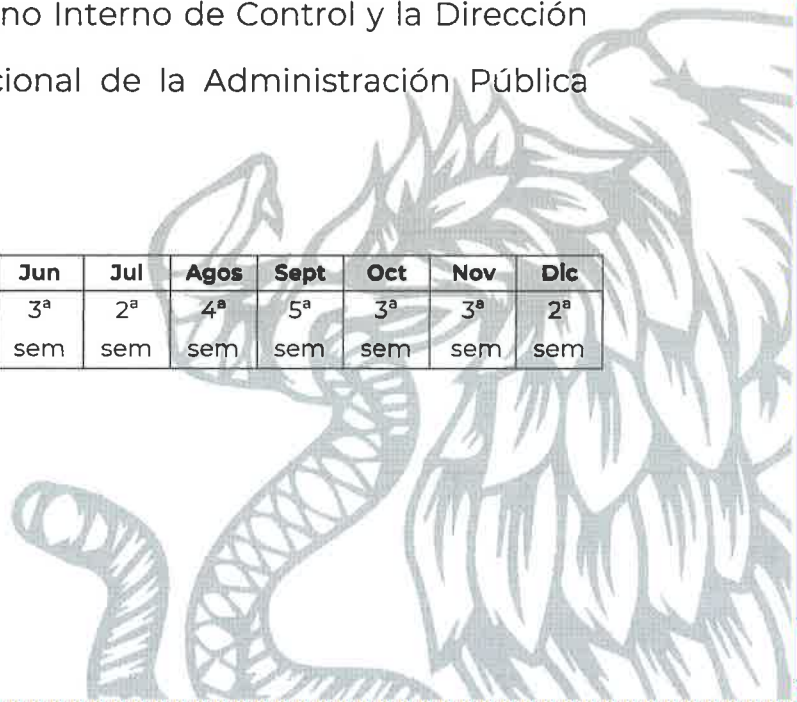 no Interno de Control y la Dirección
cional de la Administración Pública
Jun Jul Agos Sept Oct Nov Dic
3ª 2ª 4ª 5ª 3ª 3ª 2ª
sem sem sem sem sem sem sem